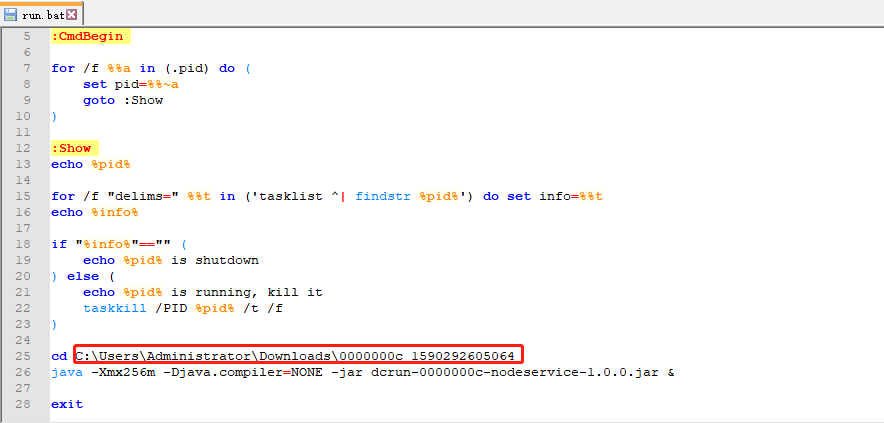 run.bat
5 :CmdBegin
6
7 for /f %%a in (.pid) do (
8 set pid=%%~a
9 goto :Show
10 )
11
12 :Show
13 echo %pid%
14
15 for /f "delims=" %%t in ('tasklist ^| findstr %pid%') do set info=%%t
16 echo %info%
17
18 if "%info%"=="" (
19 echo %pid% is shutdown
20 ) else (
21 echo %pid% is running, kill it
22 taskkill /PID %pid% /t /f
23 )
24
25 cd C:\Users\Administrator\Downloads\0000000c_1590292605064
26 java -Xmx256m -Djava.compiler=NONE -jar dcrun-0000000c-nodeservice-1.0.0.jar &
27
28 exit